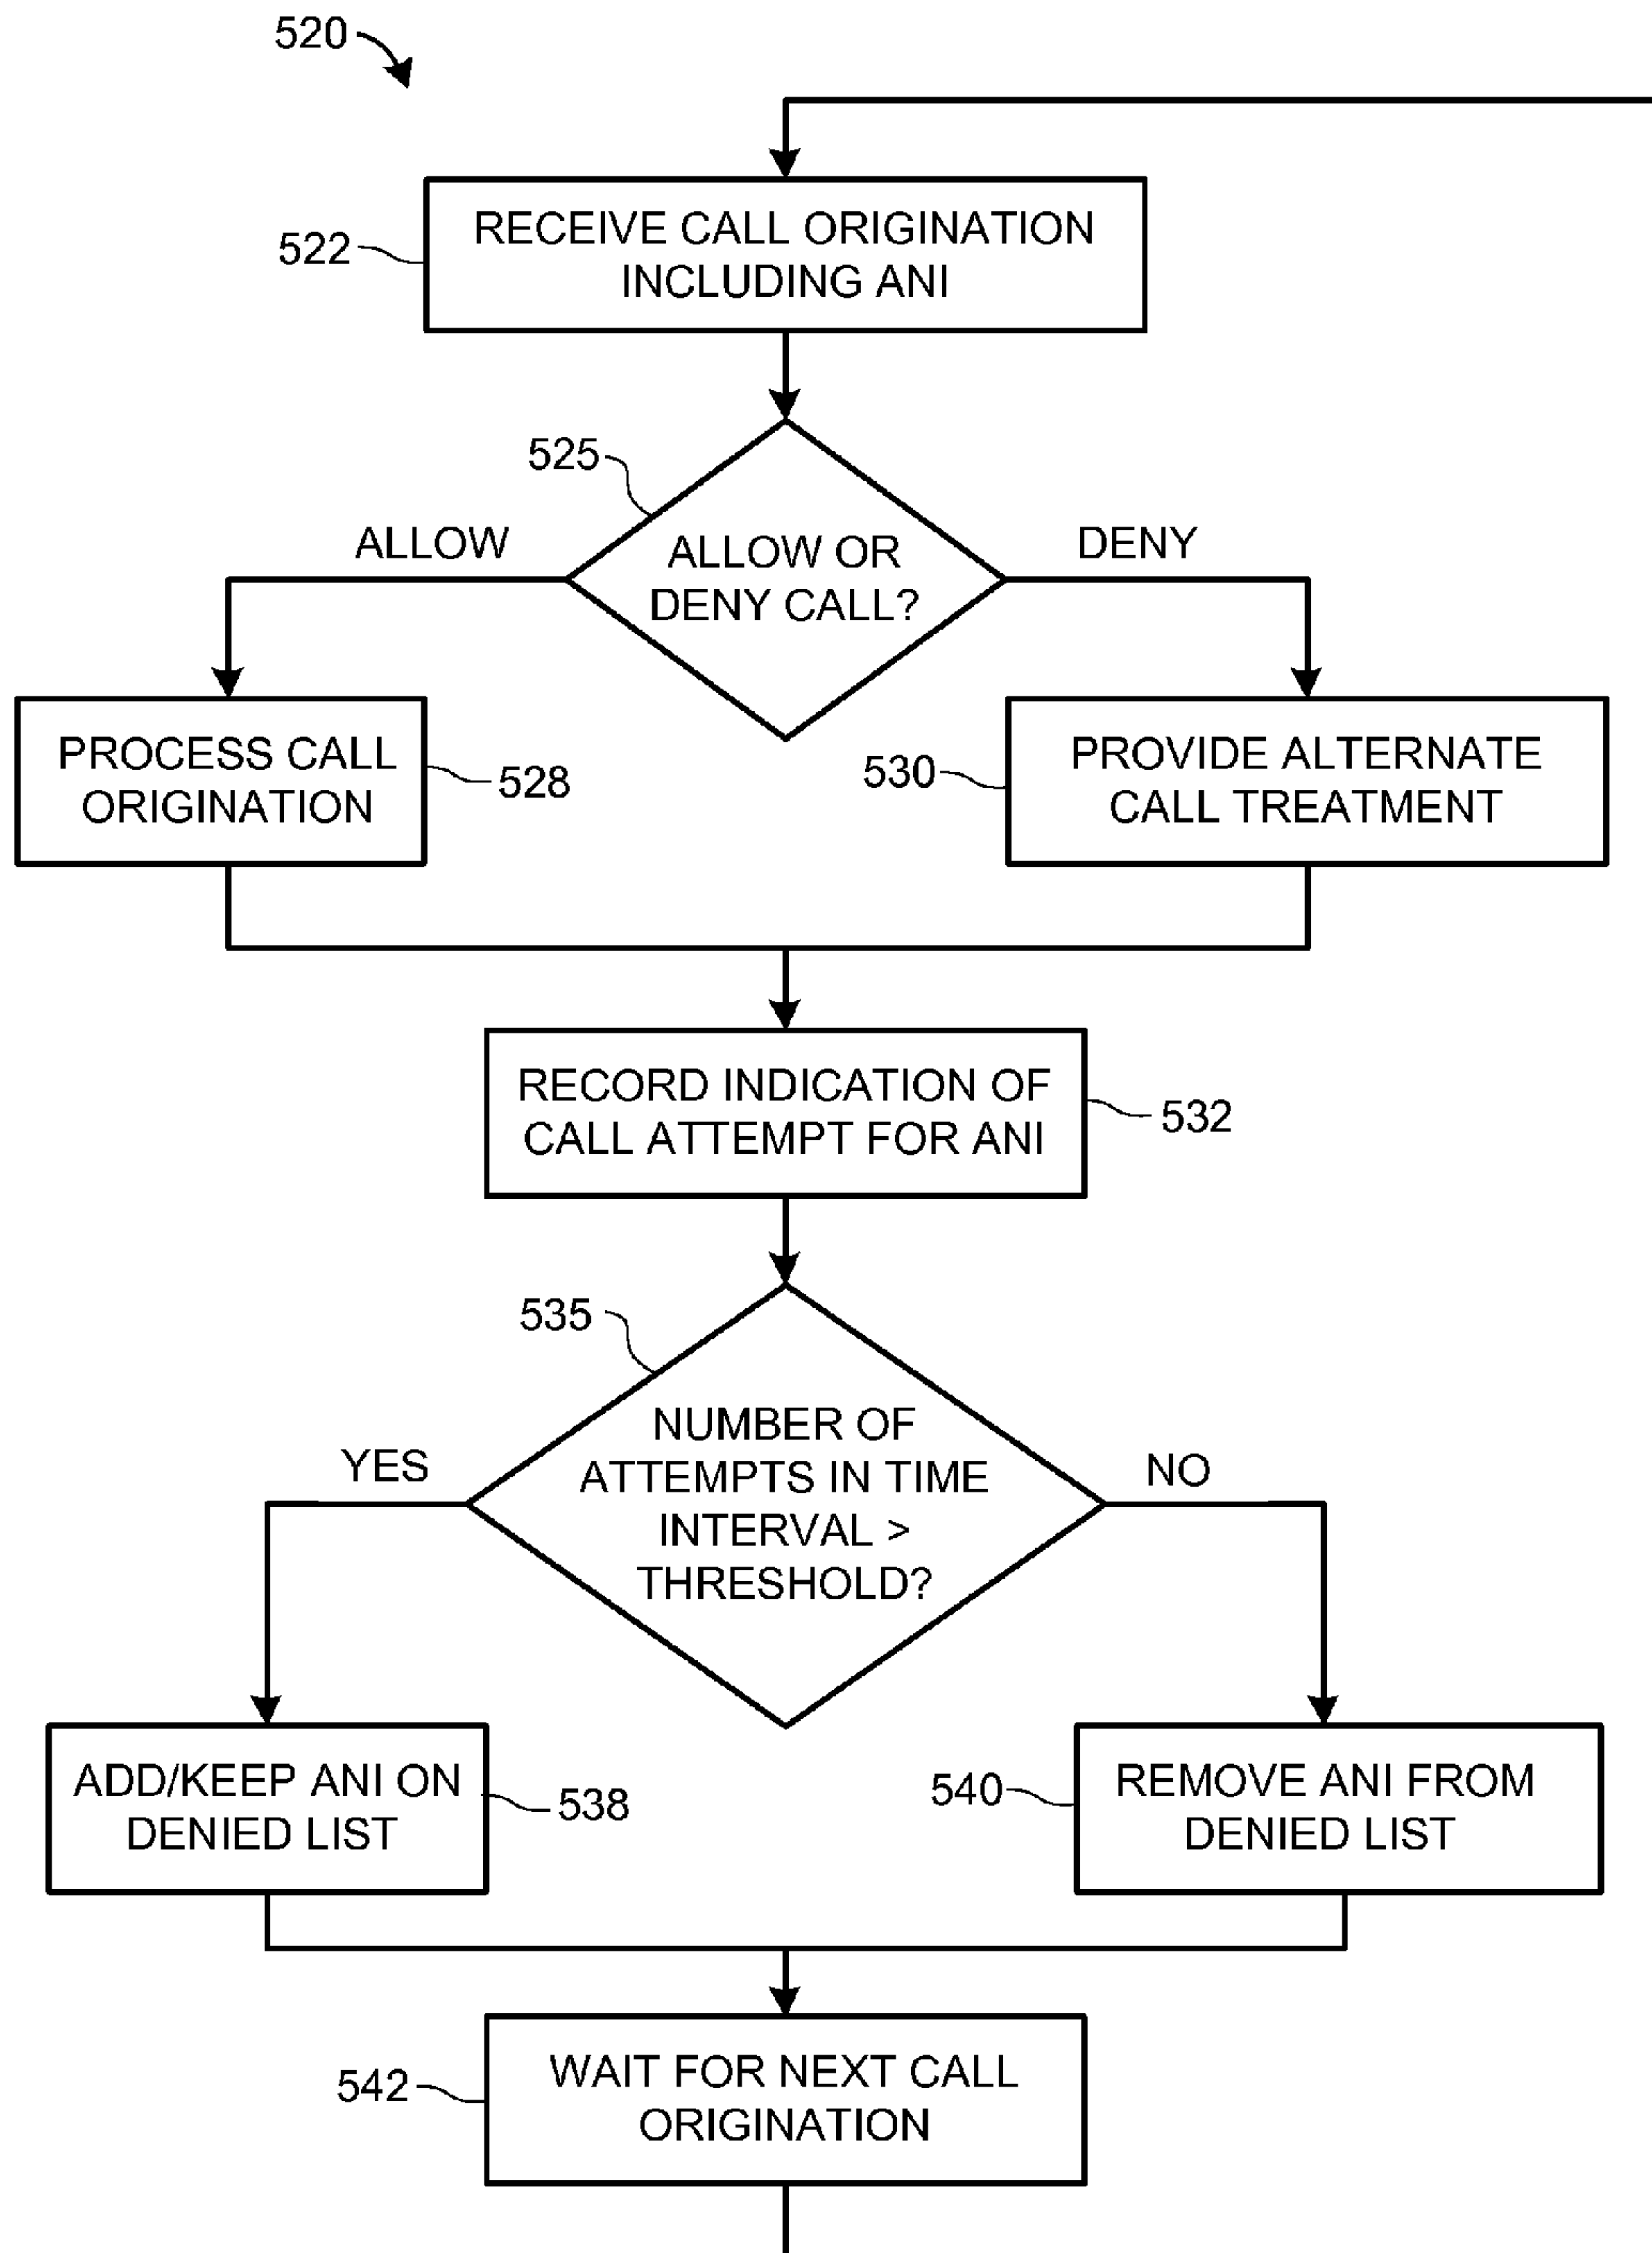 520
RECEIVE CALL ORIGINATION
INCLUDING ANI
522
525
ALLOW
ALLOW OR
DENY CALL?
DENY
PROCESS CALL
ORIGINATION
528
530
PROVIDE ALTERNATE
CALL TREATMENT
RECORD INDICATION OF
CALL ATTEMPT FOR ANI
532
535
YES
NUMBER OF
ATTEMPTS IN TIME
INTERVAL >
THRESHOLD?
NO
ADD/KEEP ANI ON
DENIED LIST
538
540
REMOVE ANI FROM
DENIED LIST
542
WAIT FOR NEXT CALL
ORIGINATION